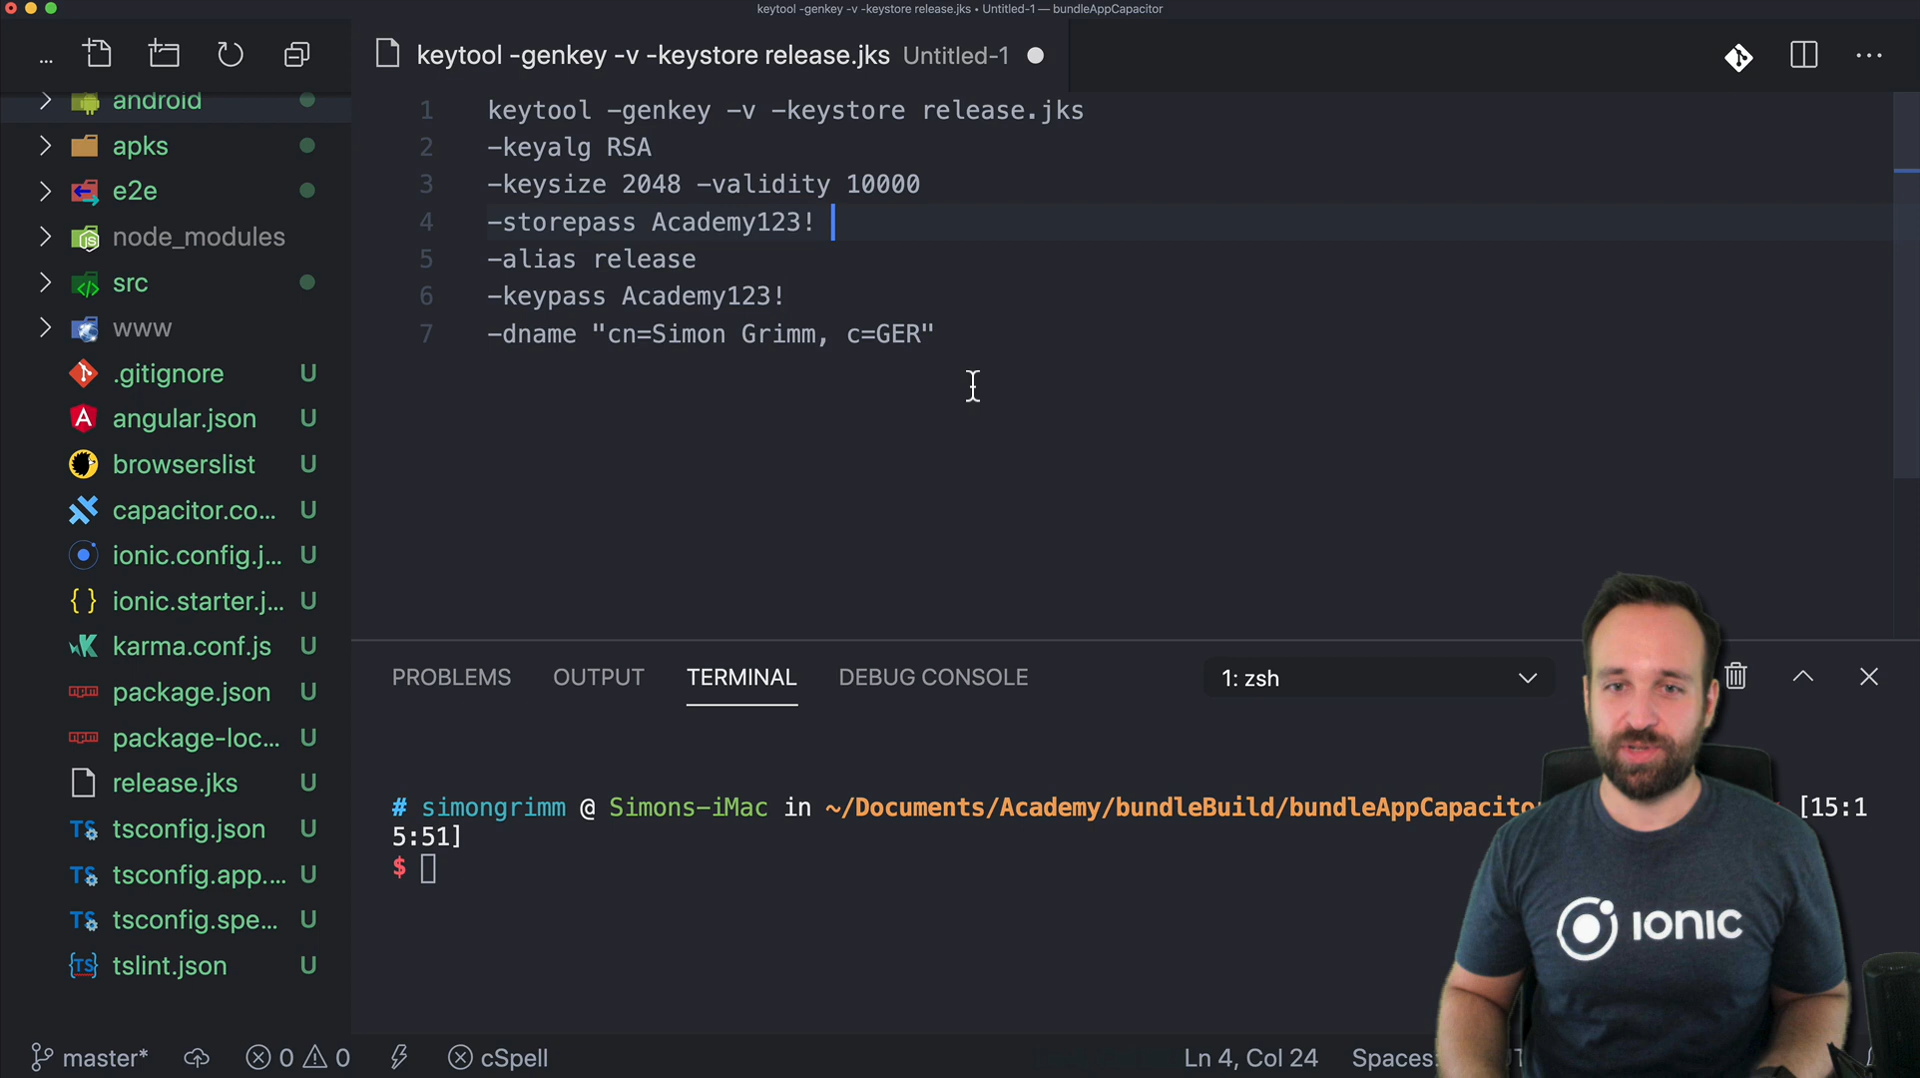 keytool -genkey -v -keystore release.jks • Untitled-1 — bundleAppCapacitor
... 
keytool -genkey -v -keystore release.jks Untitled-1
android
apks
e2e
node_modules
src
www
.gitignore U
angular.json U
browserslist U
capacitor.co... U
ionic.config.j... U
ionic.starter.j... U
karma.conf.js U
package.json U
package-loc... U
release.jks U
tsconfig.json U
tsconfig.app.... U
tsconfig.spe... U
tslint.json U
1 keytool -genkey -v -keystore release.jks
2 -keyalg RSA
3 -keysize 2048 -validity 10000
4 -storepass Academy123!
5 -alias release
6 -keypass Academy123!
7 -dname "cn=Simon Grimm, c=GER"
PROBLEMS OUTPUT TERMINAL DEBUG CONSOLE 1: zsh
# simongrimm @ Simons-iMac in ~/Documents/Academy/bundleBuild/bundleAppCapacito [15:1
5:51]
$
IONIC
master* 0 0 cSpell Ln 4, Col 24 Spaces: